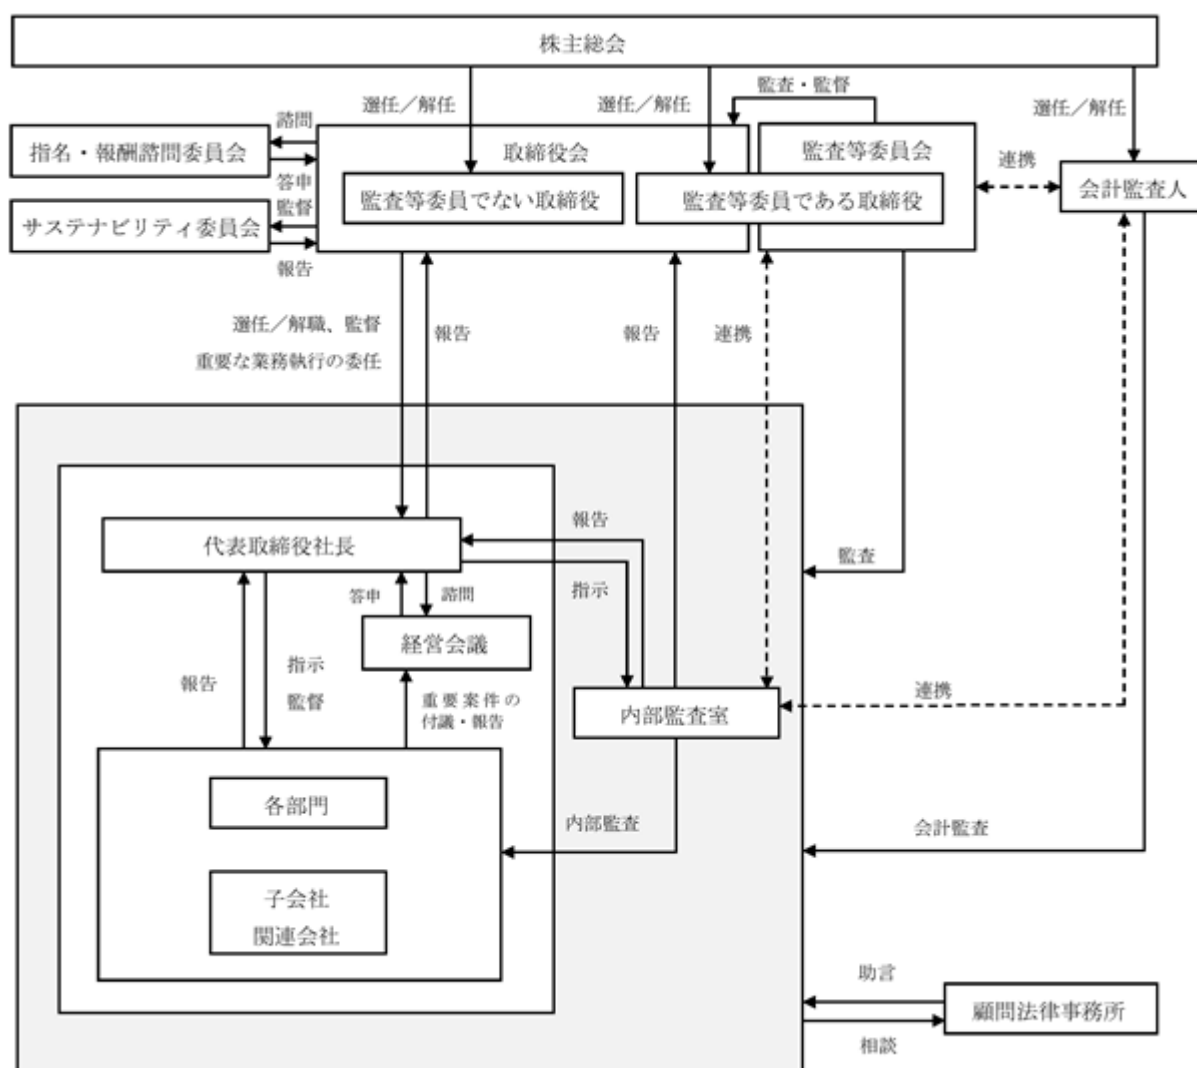 株主総会
選任／解任
選任／解任
監査・監督
選任／解任
諮問
指名・報酬諮問委員会
答申
取締役会
監査等委員会
連携
会計監査人
監査等委員でない取締役
監査等委員である取締役
監督
サステナビリティ委員会
報告
選任／解職、監督
重要な業務執行の委任
報告
報告
連携
代表取締役社長
報告
指示
監査
答申
諮問
経営会議
報告
指示
監督
重要案件の
付議・報告
内部監査室
連携
各部門
内部監査
会計監査
子会社
関連会社
助言
顧問法律事務所
相談